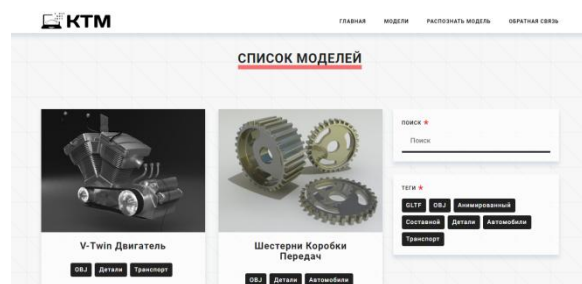 КТМ
ГЛАВНАЯ МОДЕЛИ РАСПОЗНАТЬ МОДЕЛЬ ОБРАТНАЯ СВЯЗЬ
СПИСОК МОДЕЛЕЙ
V-Twin Двигатель
OBJ Детали Транспорт
Шестерни Коробки
Передач
OBJ Детали Автомобили
ПОИСК *
Поиск
ТЕГИ *
GLTF OBJ Анимированный
Составной Детали Автомобили
Транспорт